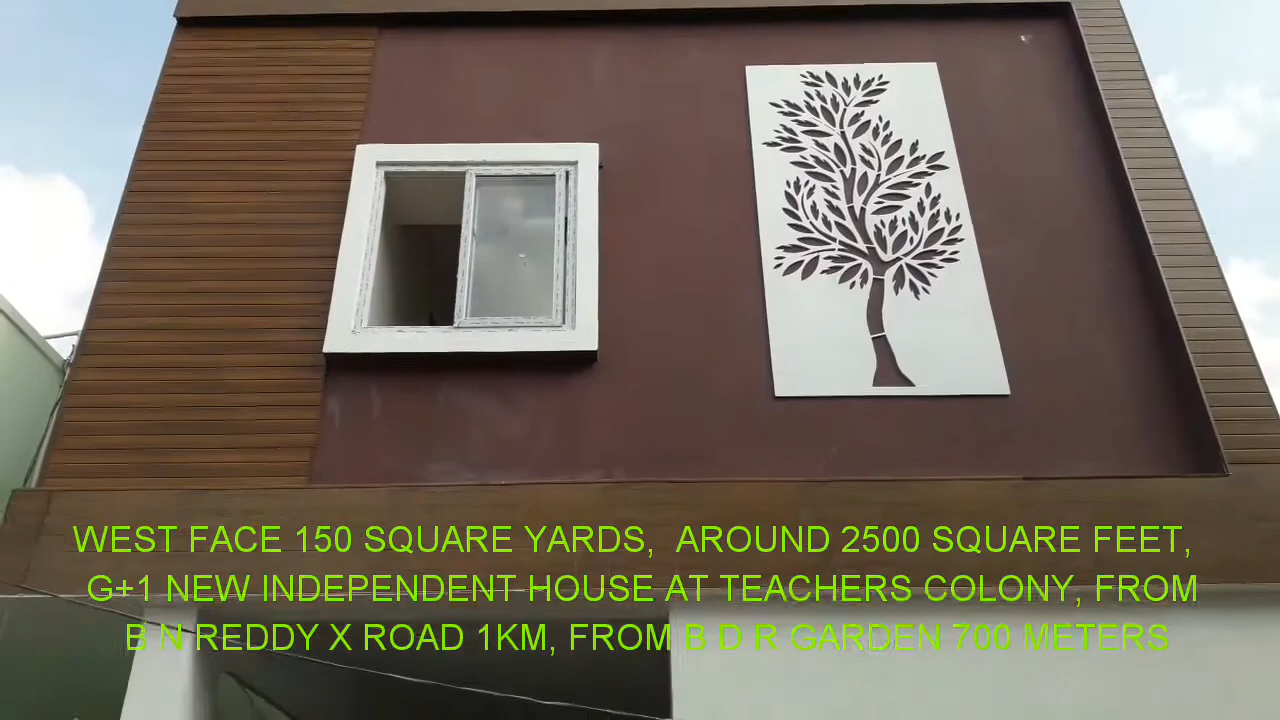 WEST FACE 150 SQUARE YARDS, AROUND 2500 SQUARE FEET,
G+1 NEW INDEPENDENT HOUSE AT TEACHERS COLONY, FROM
B N REDDY X ROAD 1KM, FROM B D R GARDEN 700 METERS